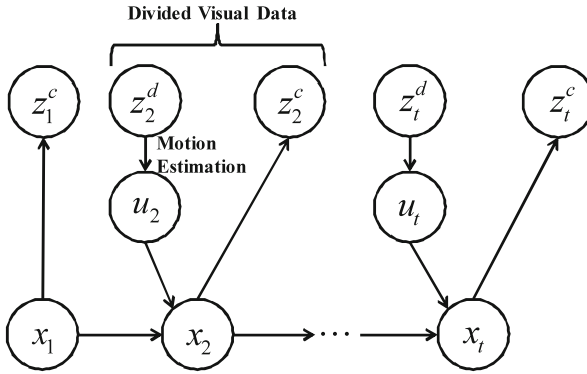 Divided Visual Data
z_1^c z_2^d z_2^c z_t^d z_t^c
Motion
Estimation
u_2 u_t
x_1 x_2 ... x_t